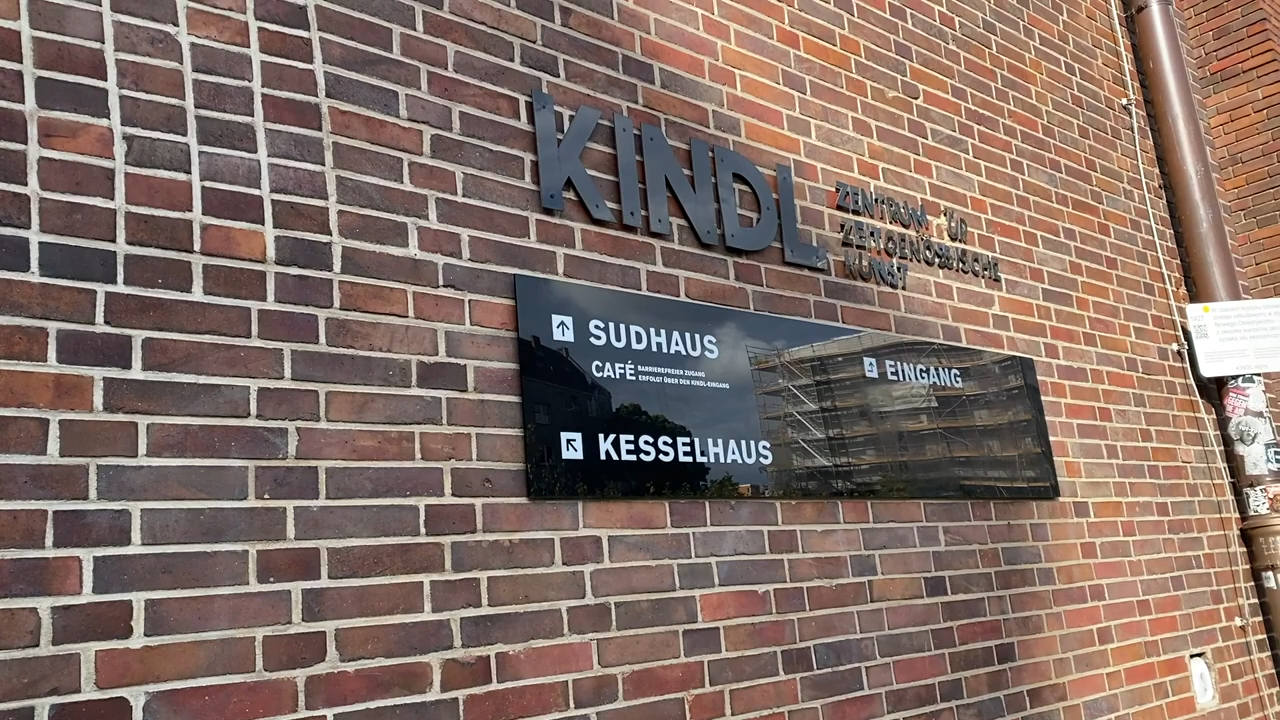 KINDL
ZENTRUM FÜR
ZEITGENÖSSISCHE
KUNST
SUDHAUS
CAFÉ BARRIEREFREIER ZUGANG
ERFOLGT ÜBER DEN KINDL-EINGANG
EINGANG
KESSELHAUS